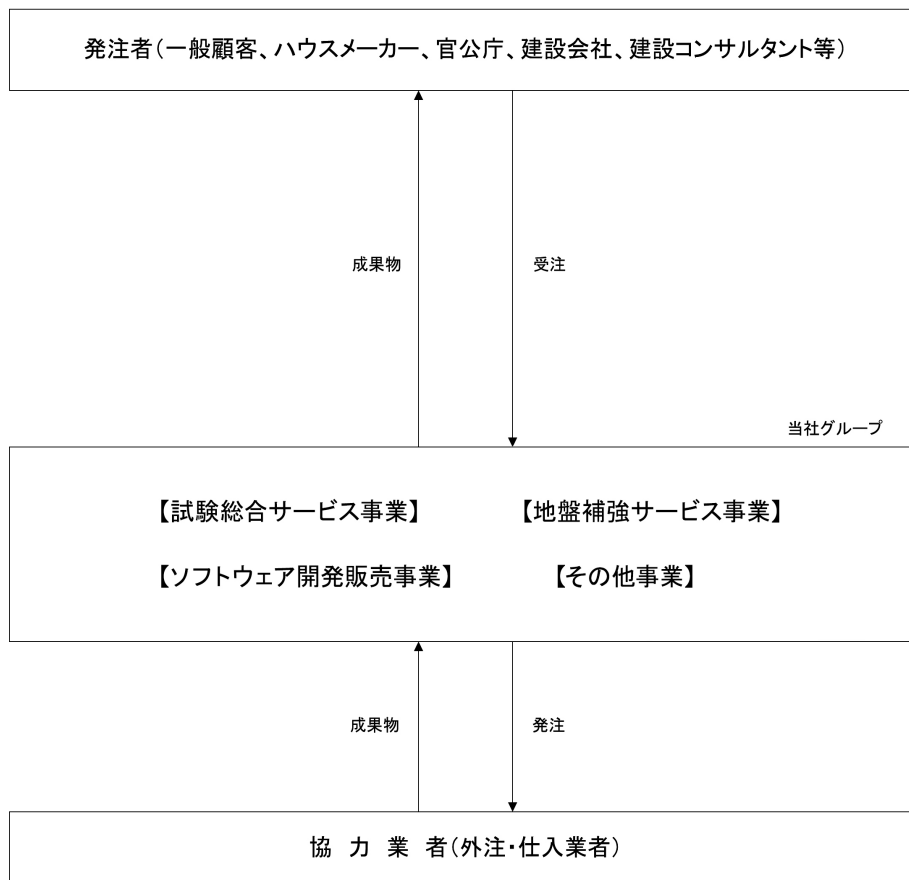 発注者（一般顧客、ハウスメーカー、官公庁、建設会社、建設コンサルタント等）
成果物 受注
当社グループ
【試験総合サービス事業】 【地盤補強サービス事業】
【ソフトウェア開発販売事業】 【その他事業】
成果物 発注
協 力 業 者（外注・仕入業者）